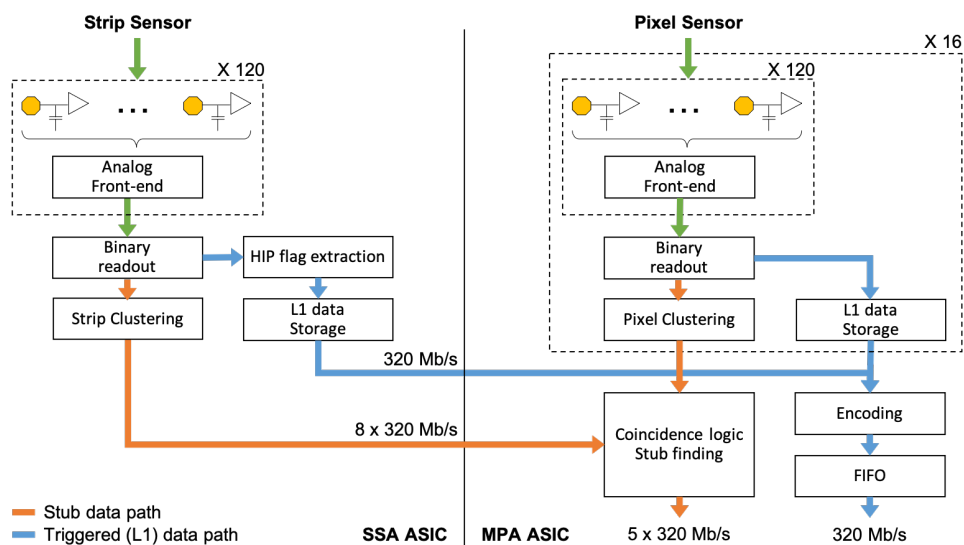 Strip Sensor
X 120
...
Analog
Front-end
Binary
readout
HIP flag extraction
Strip Clustering
L1 data
Storage
320 Mb/s
8 x 320 Mb/s
Stub data path
Triggered (L1) data path
SSA ASIC
Pixel Sensor
X 16
X 120
...
Analog
Front-end
Binary
readout
Pixel Clustering
L1 data
Storage
Coincidence logic
Stub finding
Encoding
FIFO
MPA ASIC
5 x 320 Mb/s
320 Mb/s